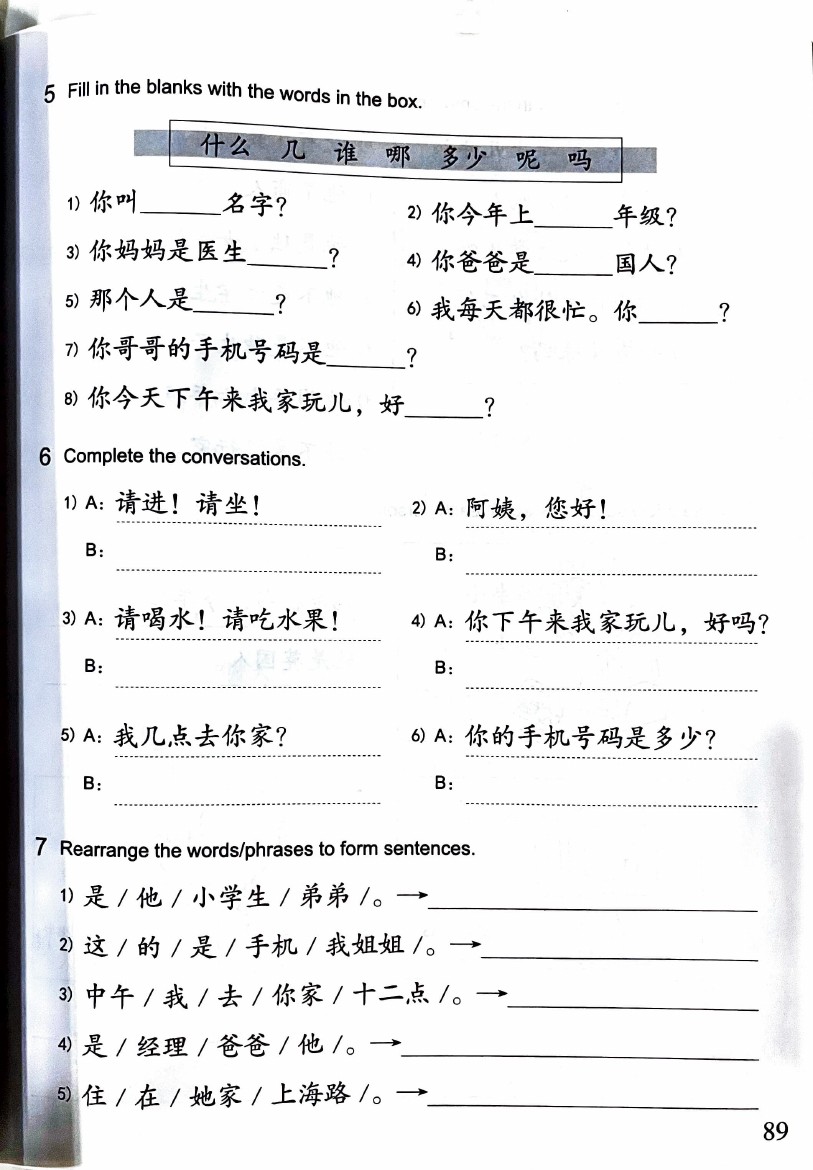 5 Fill in the blanks with the words in the box.
什么 几 谁 哪 多少 呢 吗
1) 你叫______名字? 2) 你今年上______年级?
3) 你妈妈是医生______? 4) 你爸爸是______国人?
5) 那个人是______? 6) 我每天都很忙。你______?
7) 你哥哥的手机号码是______?
8) 你今天下午来我家玩儿，好______?
6 Complete the conversations.
1) A: 请进！请坐！ 2) A: 阿姨，您好！
B: B:
3) A: 请喝水！请吃水果！ 4) A: 你下午来我家玩儿，好吗?
B: B:
5) A: 我几点去你家? 6) A: 你的手机号码是多少?
B: B:
7 Rearrange the words/phrases to form sentences.
1) 是 / 他 / 小学生 / 弟弟 /。→
2) 这 / 的 / 是 / 手机 / 我姐姐 /。→
3) 中午 / 我 / 去 / 你家 / 十二点 /。→
4) 是 / 经理 / 爸爸 / 他 /。→
5) 住 / 在 / 她家 / 上海路 /。→
89